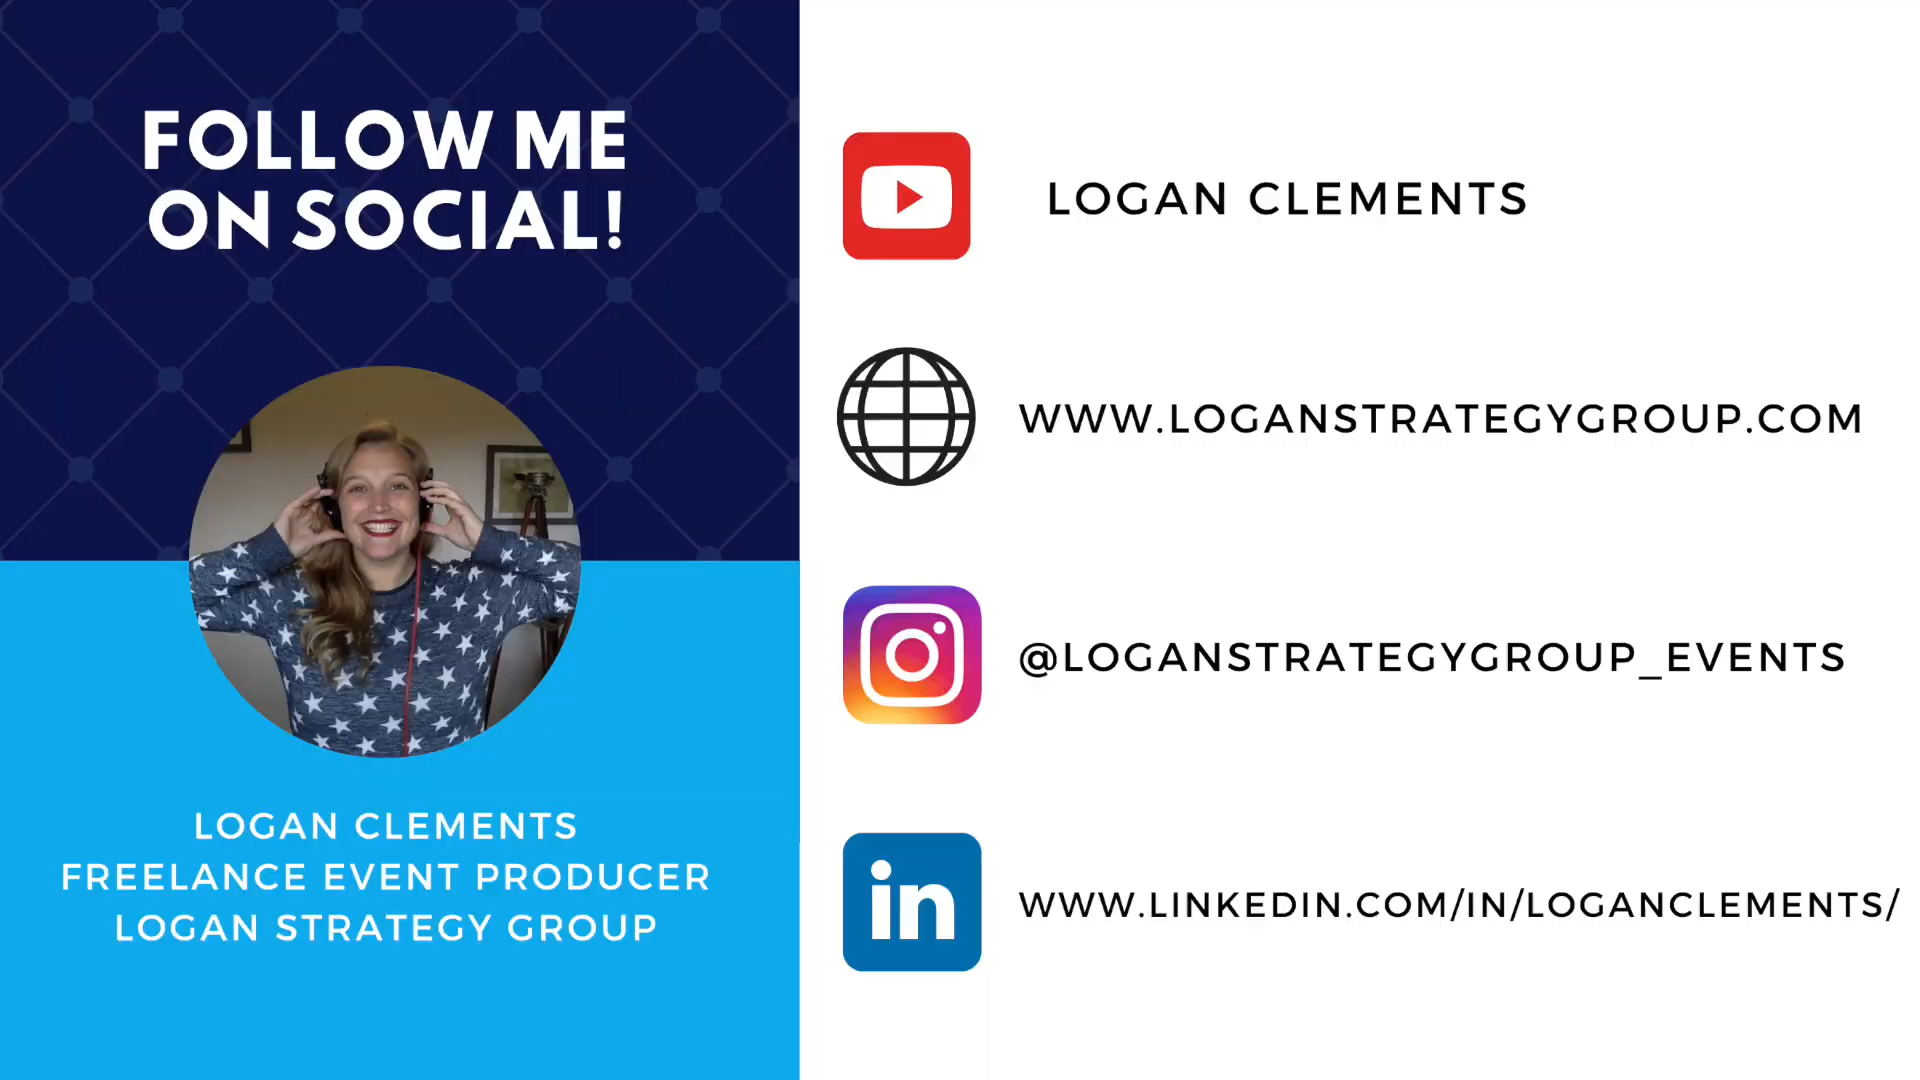 FOLLOW ME
ON SOCIAL!
LOGAN CLEMENTS
FREELANCE EVENT PRODUCER
LOGAN STRATEGY GROUP
LOGAN CLEMENTS
WWW.LOGANSTRATEGYGROUP.COM
@LOGANSTRATEGYGROUP_EVENTS
in
WWW.LINKEDIN.COM/IN/LOGANCLEMENTS/